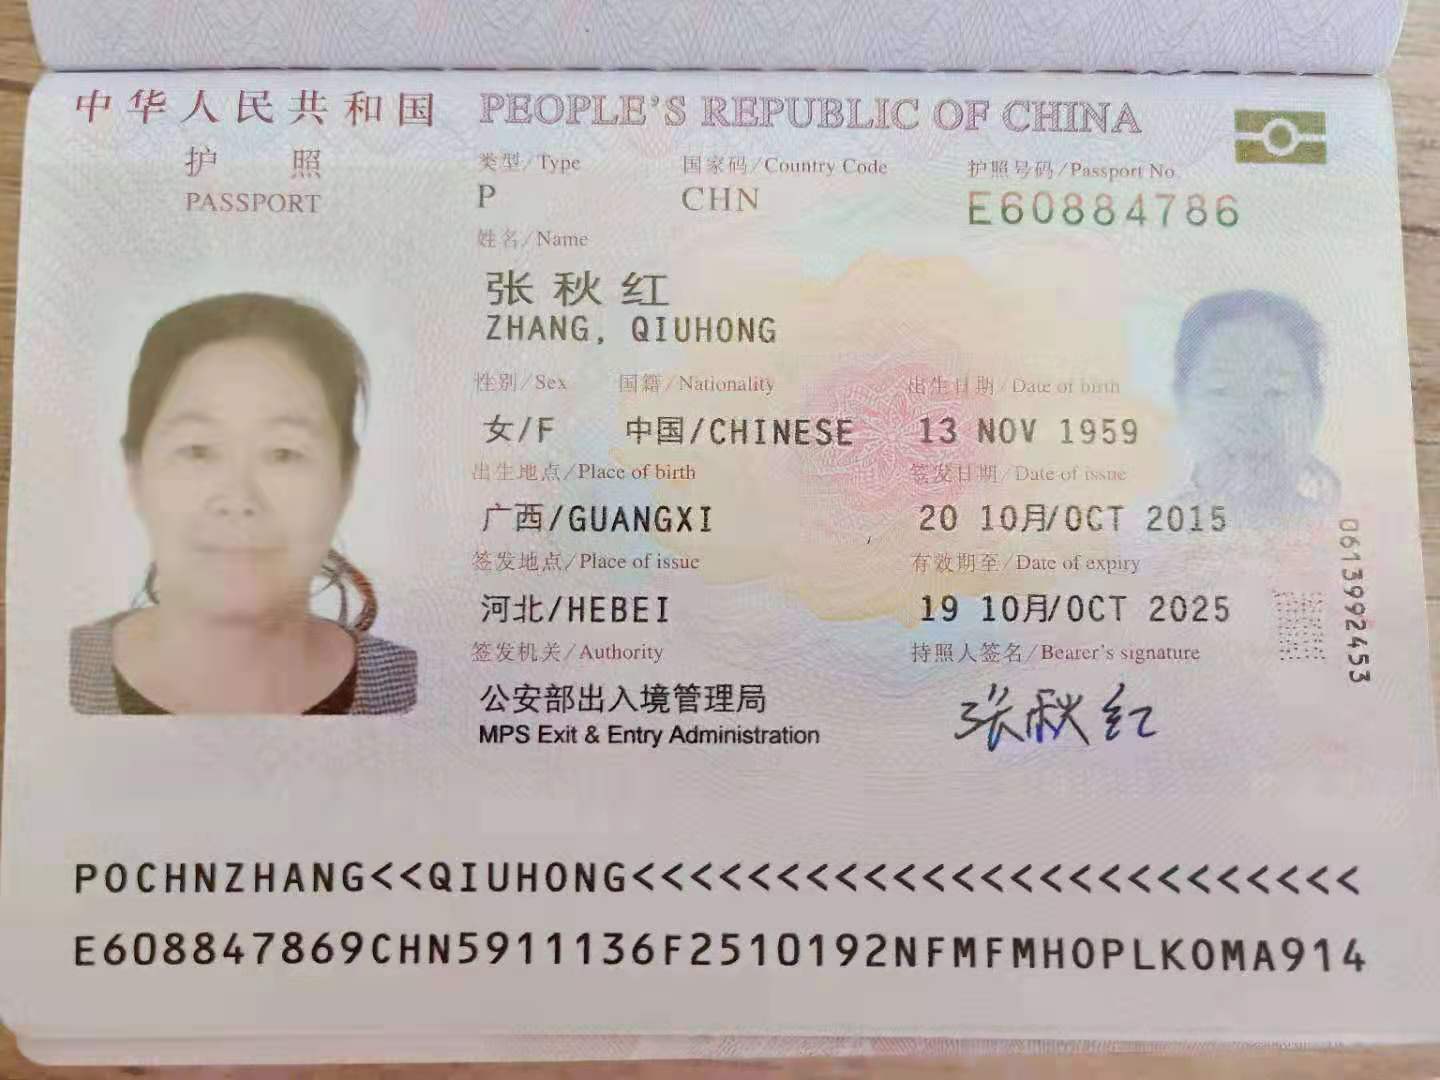 中华人民共和国 PEOPLE'S REPUBLIC OF CHINA
护照
PASSPORT
类型/Type 国家码/Country Code 护照号码/Passport No.
P CHN E60884786
姓名/Name
张秋红
ZHANG, QIUHONG
性别/Sex 国籍/Nationality 出生日期/Date of birth
女/F 中国/CHINESE 13 NOV 1959
出生地点/Place of birth 签发日期/Date of issue
广西/GUANGXI 20 10月/OCT 2015
签发地点/Place of issue 有效期至/Date of expiry
河北/HEBEI 19 10月/OCT 2025
签发机关/Authority 持照人签名/Bearer's signature
公安部出入境管理局 张秋红
MPS Exit & Entry Administration
0613992453
POCHNZHANG<<QIUHONG<<<<<<<<<<<<<<<<<<<<<<<<<
E608847869CHN5911136F2510192NFMFMHOPLKOMA914